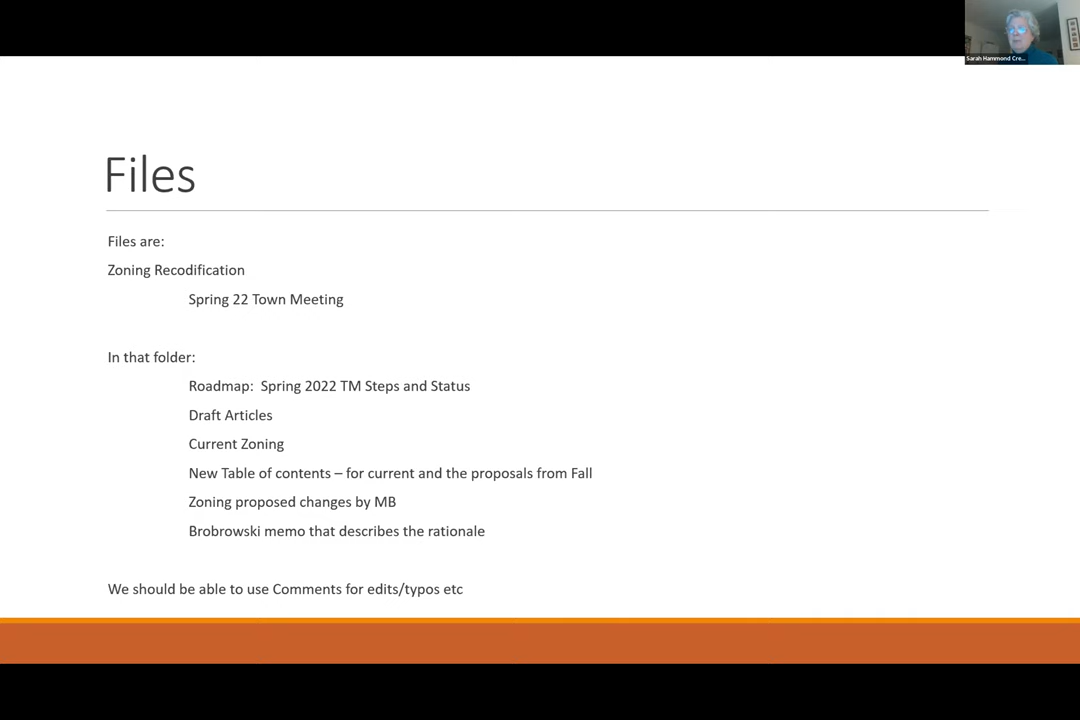 Sarah Hammond Cre...
Files
Files are:
Zoning Recodification
Spring 22 Town Meeting
In that folder:
Roadmap:  Spring 2022 TM Steps and Status
Draft Articles
Current Zoning
New Table of contents – for current and the proposals from Fall
Zoning proposed changes by MB
Brobrowski memo that describes the rationale
We should be able to use Comments for edits/typos etc